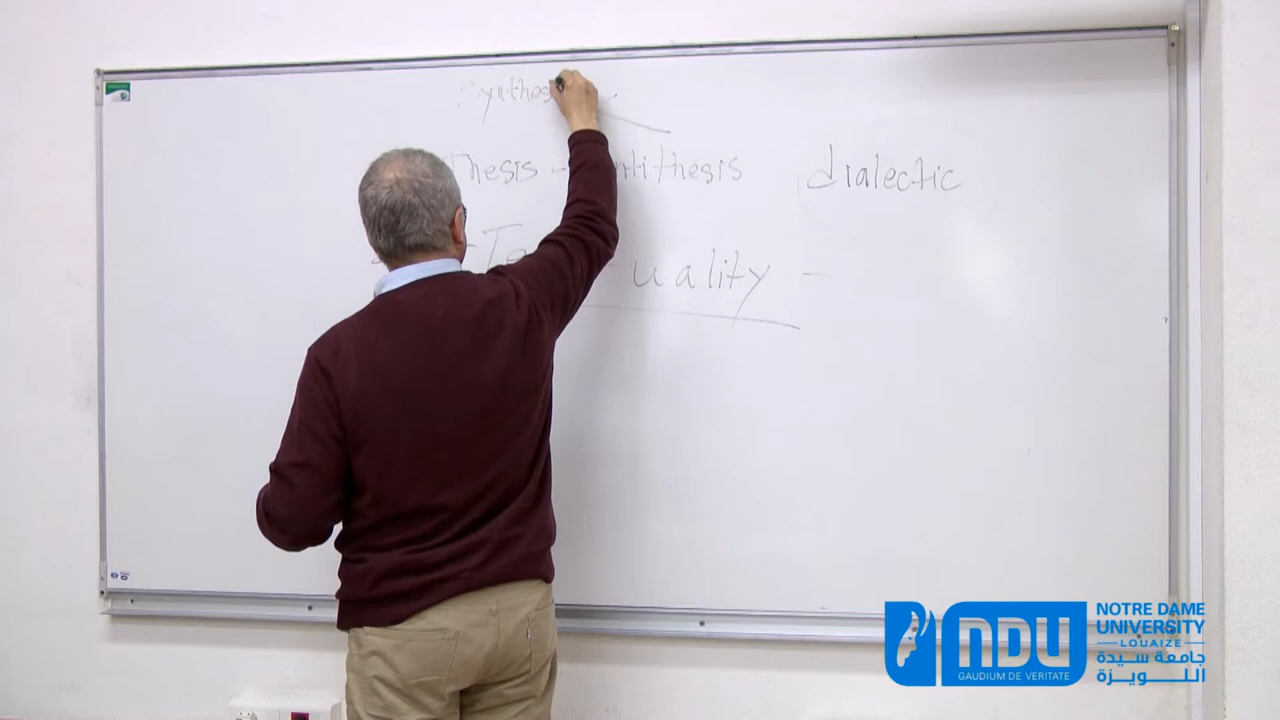 Synthesis
thesis - antithesis dialectic
uality -
NDU
GAUDIUM DE VERITATE
NOTRE DAME
UNIVERSITY
LOUAIZE
جامعة سيدة
اللويزة